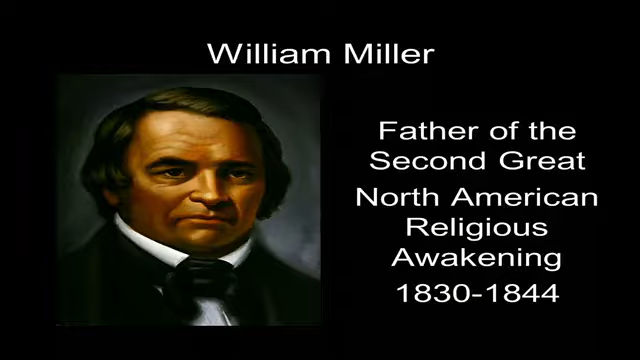 William Miller
Father of the
Second Great
North American
Religious
Awakening
1830-1844